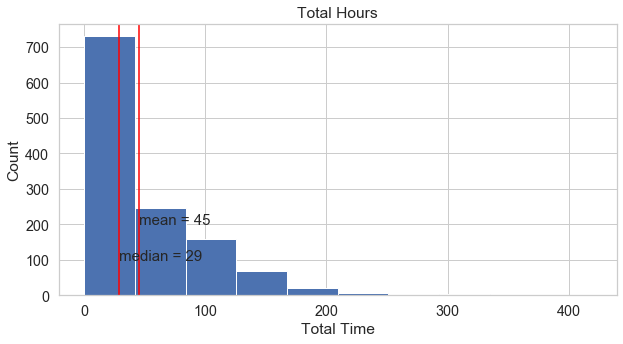 Total Hours
700
600
500
400
300
200
100
0
Count
mean = 45
median = 29
0 100 200 300 400
Total Time